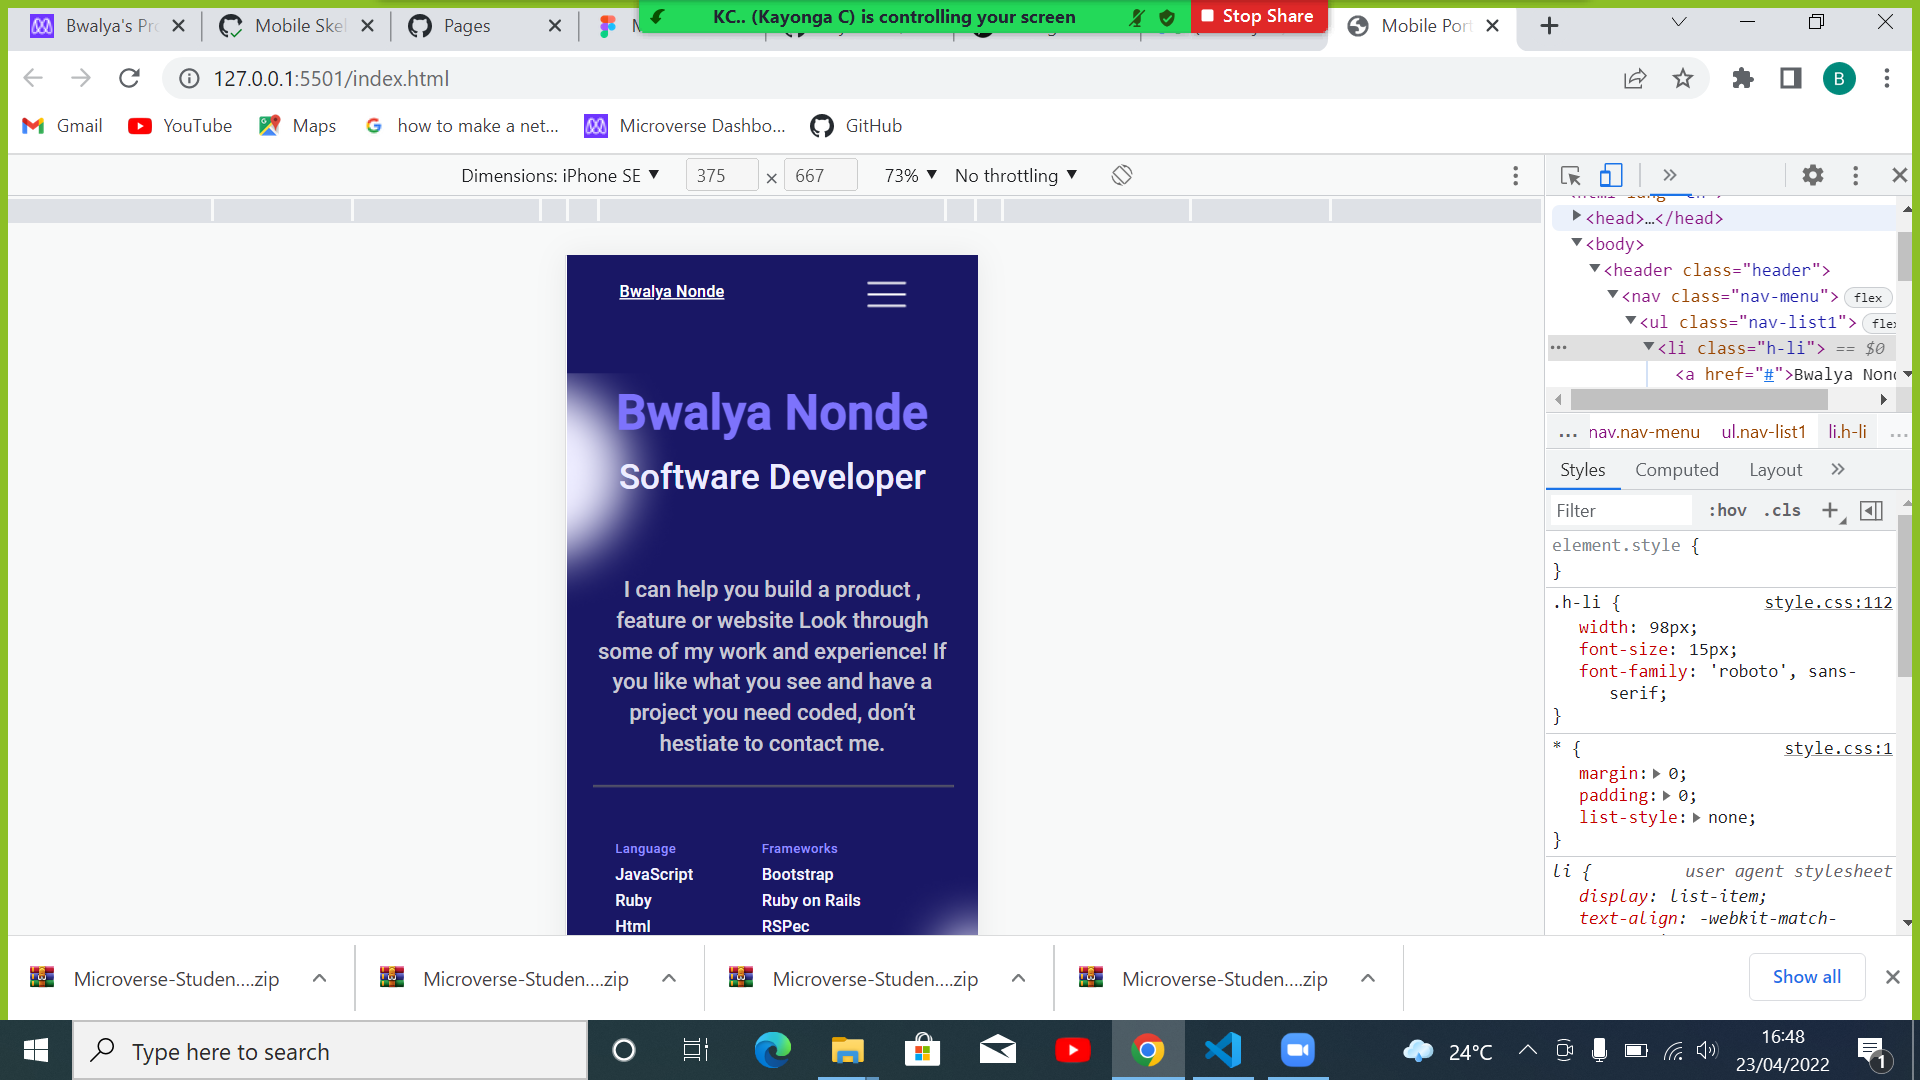 KC.. (Kayonga C) is controlling your screen
Stop Share
Bwalya's Pr
Mobile Skel
Pages
Mobile Port
127.0.0.1:5501/index.html
B
Gmail
YouTube
Maps
how to make a net...
Microverse Dashbo...
GitHub
Dimensions: iPhone SE
375 × 667
73%
No throttling
Bwalya Nonde
Bwalya Nonde
Software Developer
I can help you build a product ,
feature or website Look through
some of my work and experience! If
you like what you see and have a
project you need coded, don’t
hestiate to contact me.
Language
JavaScript
Ruby
Html
Frameworks
Bootstrap
Ruby on Rails
RSPec
<head>…</head>
<body>
<header class="header">
<nav class="nav-menu"> flex
<ul class="nav-list1"> flex
<li class="h-li"> == $0
<a href="#">Bwalya Nond
... nav.nav-menu ul.nav-list1 li.h-li ...
Styles Computed Layout
Filter :hov .cls
element.style {
}
.h-li { style.css:112
width: 98px;
font-size: 15px;
font-family: 'roboto', sans-
serif;
}
* { style.css:1
margin: 0;
padding: 0;
list-style: none;
}
li { user agent stylesheet
display: list-item;
text-align: -webkit-match-
Microverse-Studen....zip
Microverse-Studen....zip
Microverse-Studen....zip
Microverse-Studen....zip
Show all
Type here to search
24°C
16:48
23/04/2022
1